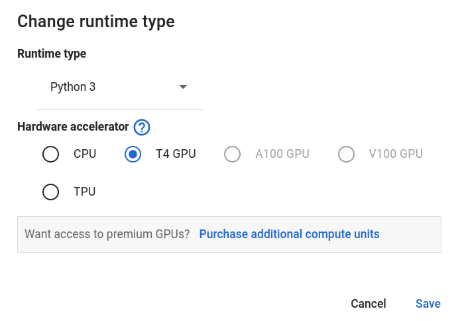 Change runtime type
Runtime type
Python 3
Hardware accelerator ?
CPU T4 GPU A100 GPU V100 GPU
TPU
Want access to premium GPUs? Purchase additional compute units
Cancel Save